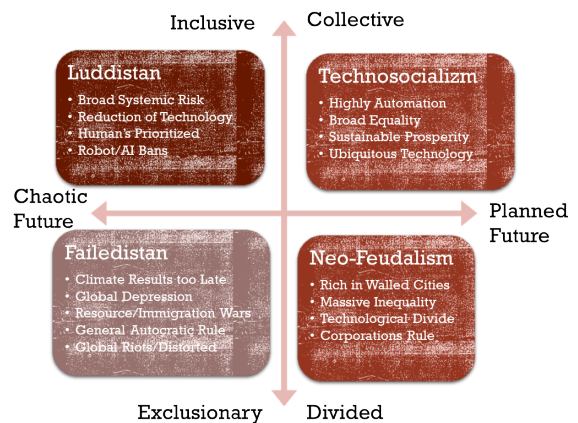 Inclusive
Collective
Luddistan
• Broad Systemic Risk
• Reduction of Technology
• Human's Prioritized
• Robot/AI Bans
Technosocializm
• Highly Automation
• Broad Equality
• Sustainable Prosperity
• Ubiquitous Technology
Chaotic
Future
Planned
Future
Failedistan
• Climate Results too Late
• Global Depression
• Resource/Immigration Wars
• General Autocratic Rule
• Global Riots/Distorted
Neo-Feudalism
• Rich in Walled Cities
• Massive Inequality
• Technological Divide
• Corporations Rule
Exclusionary
Divided